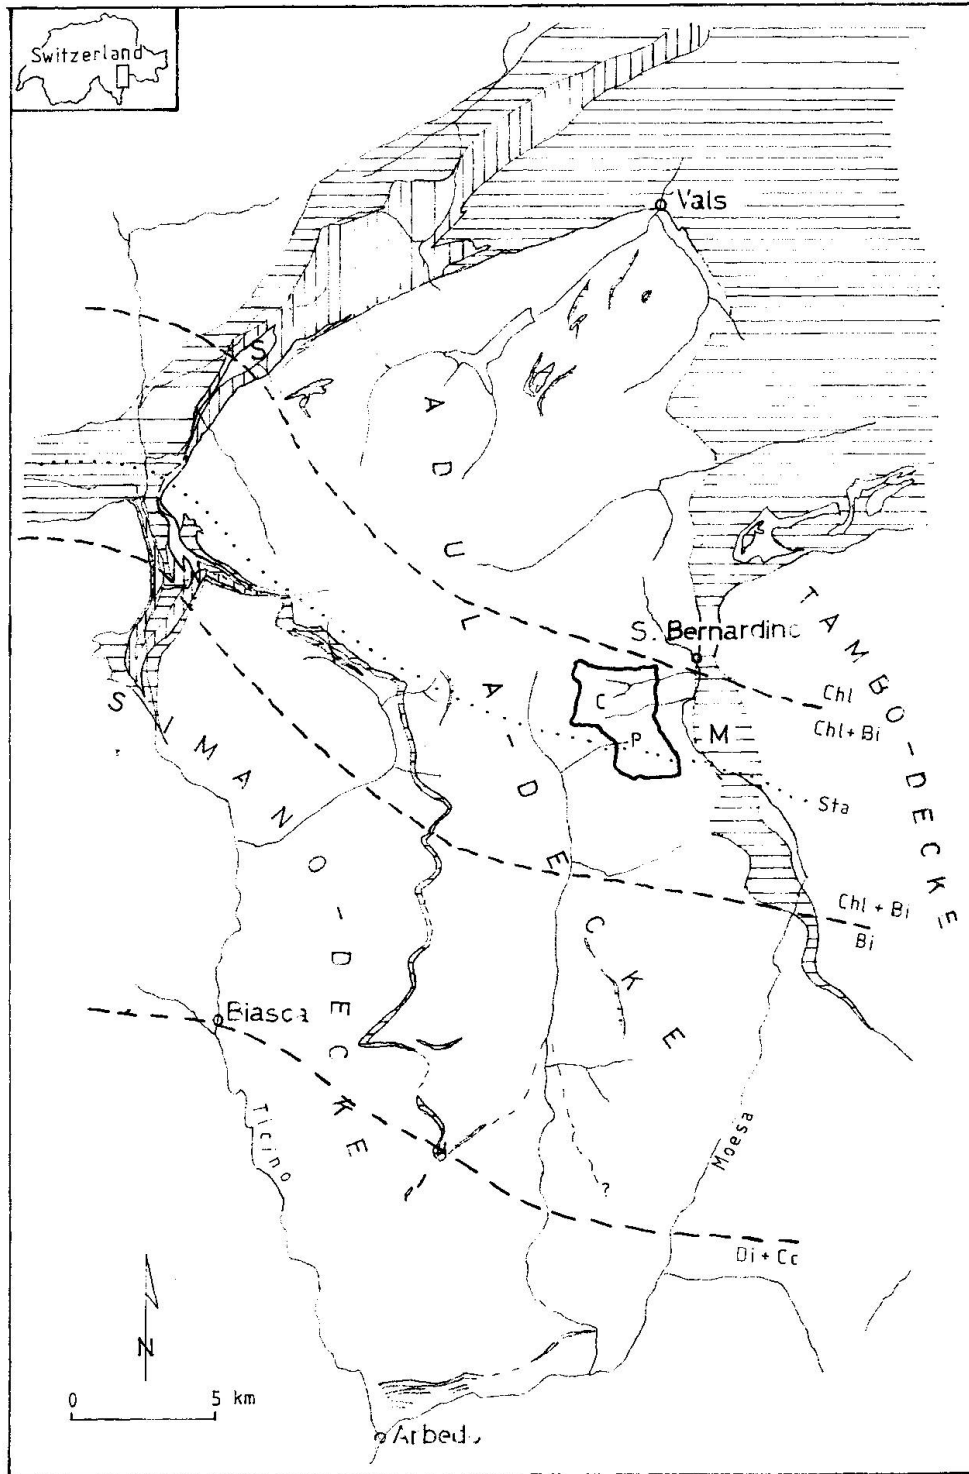 Switzerland
Vals
S
ADULA-DECKE
S. Bernardino
TAMBO-DECKE
C
P
M
Chl
Chl + Bi
Sta
SIMANO-DECKE
Chl + Bi
Bi
Biasca
Ticino
Moesa
?
Di + Cc
N
0 5 km